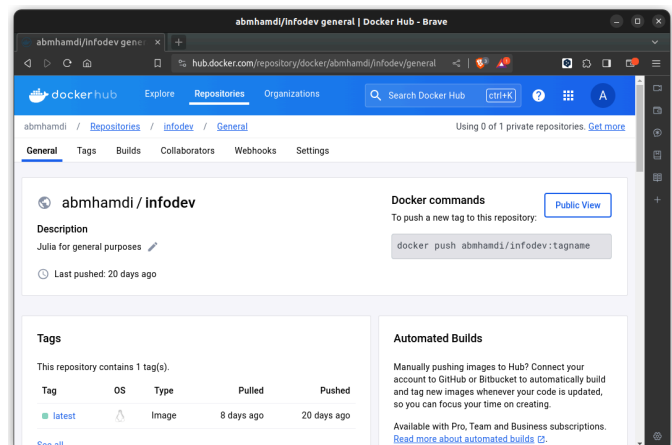 abmhamdi/infodev general | Docker Hub - Brave
abmhamdi/infodev gener
hub.docker.com/repository/docker/abmhamdi/infodev/general
dockerhub Explore Repositories Organizations Search Docker Hub ctrl+K ? A
abmhamdi / Repositories / infodev / General Using 0 of 1 private repositories. Get more
General Tags Builds Collaborators Webhooks Settings
abmhamdi / infodev
Description
Julia for general purposes
Last pushed: 20 days ago
Docker commands
Public View
To push a new tag to this repository:
docker push abmhamdi/infodev:tagname
Tags
This repository contains 1 tag(s).
Tag OS Type Pulled Pushed
latest Image 8 days ago 20 days ago
See all
Automated Builds
Manually pushing images to Hub? Connect your
account to GitHub or Bitbucket to automatically build
and tag new images whenever your code is updated,
so you can focus your time on creating.
Available with Pro, Team and Business subscriptions.
Read more about automated builds